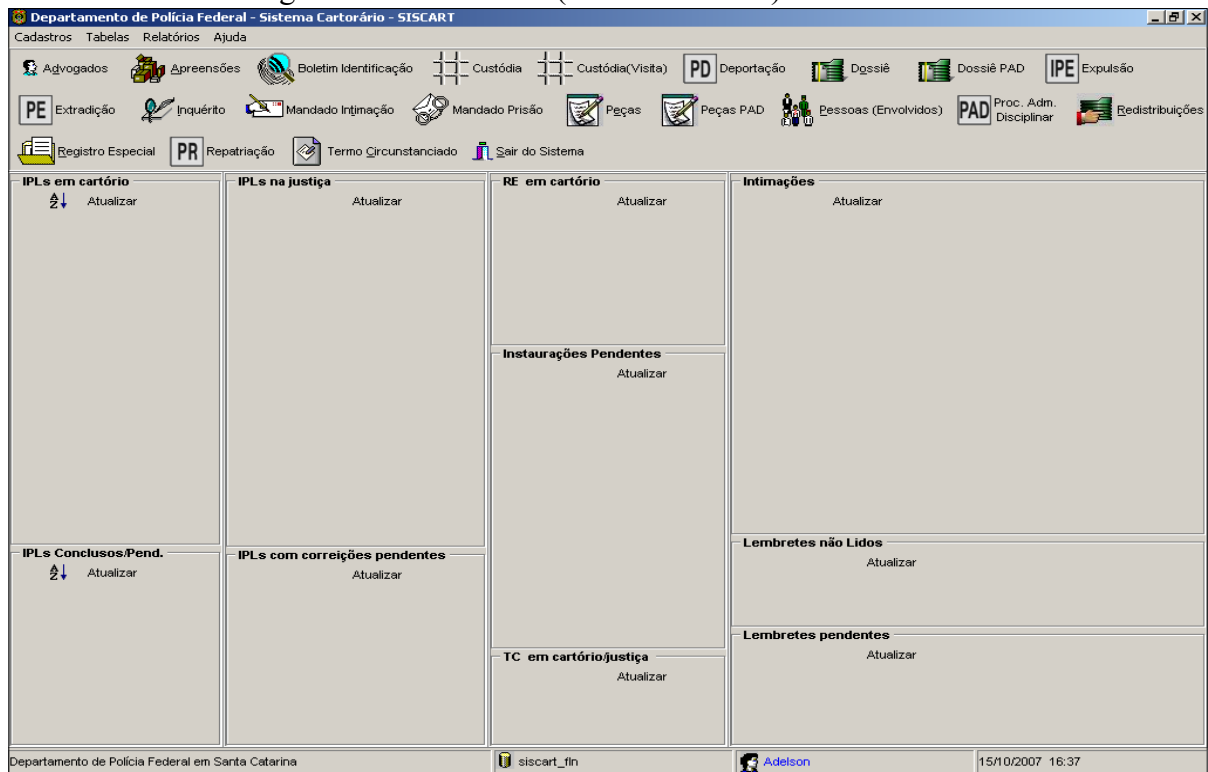 Departamento de Polícia Federal - Sistema Cartorário - SISCART
Cadastros Tabelas Relatórios Ajuda
Advogados Apreensões Boletim Identificação Custódia Custódia(Visita) PD Deportação Dossiê Dossiê PAD IPE Expulsão
PE Extradição Inquérito Mandado Intimação Mandado Prisão Peças Peças PAD Pessoas (Envolvidos) PAD Proc. Adm. Disciplinar Redistribuições
Registro Especial PR Repatriação Termo Circunstanciado Sair do Sistema
IPLs em cartório
Atualizar
IPLs na justiça
Atualizar
RE em cartório
Atualizar
Intimações
Atualizar
Instaurações Pendentes
Atualizar
IPLs Conclusos/Pend.
Atualizar
IPLs com correições pendentes
Atualizar
Lembretes não Lidos
Atualizar
TC em cartório/justiça
Atualizar
Lembretes pendentes
Atualizar
Departamento de Polícia Federal em Santa Catarina siscart_fln Adelson 15/10/2007 16:37